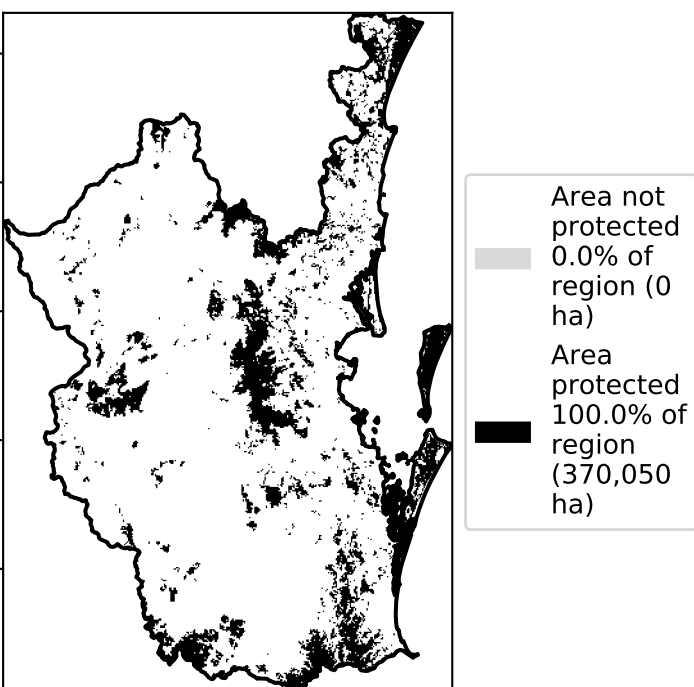 Area not
protected
0.0% of
region (0
ha)
Area
protected
100.0% of
region
(370,050
ha)